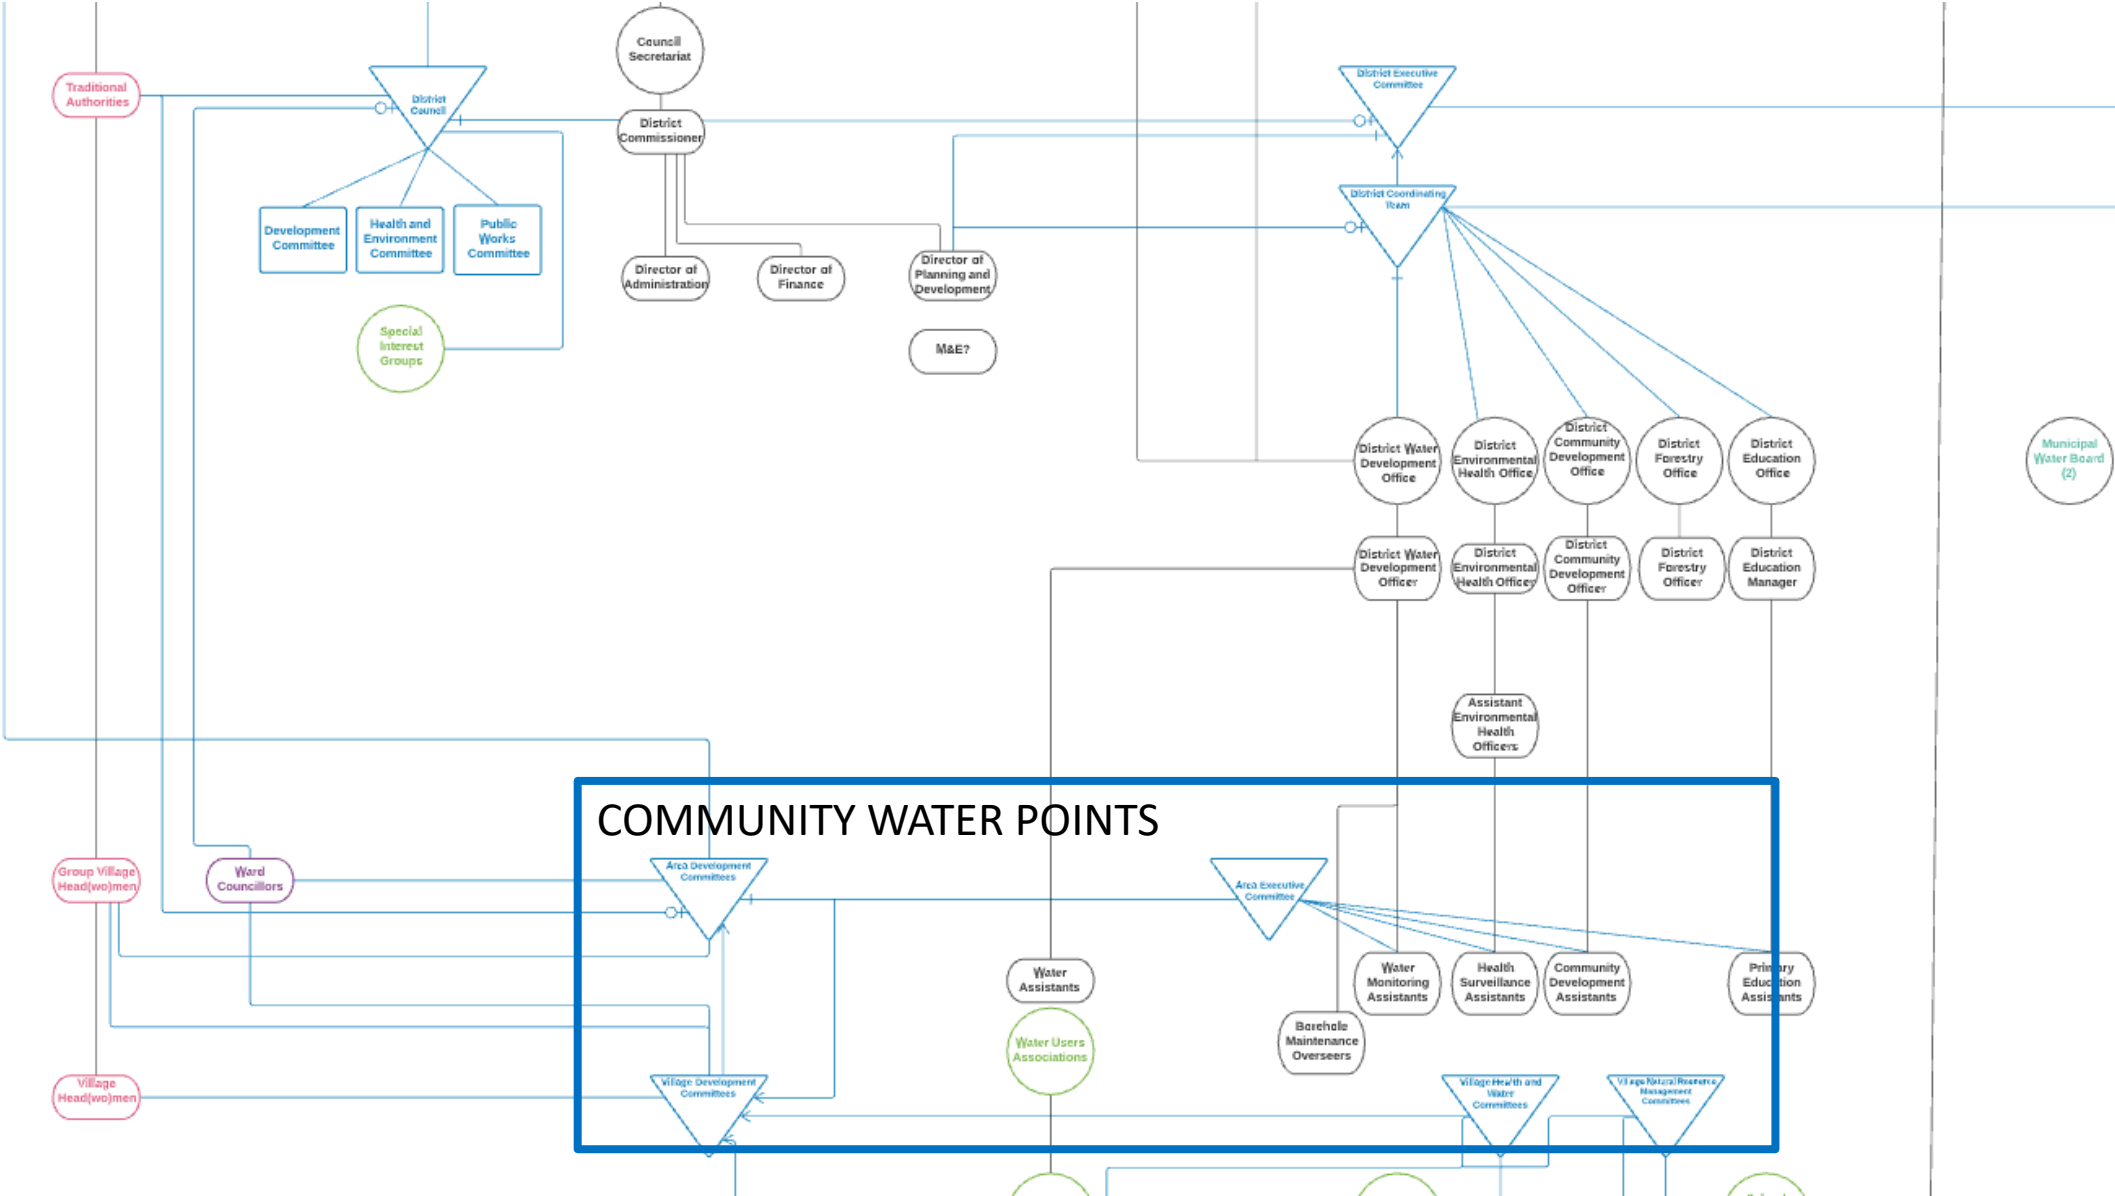 Council
Secretariat
Traditional
Authorities
District
Council
District
Commissioner
District Executive
Committee
District Coordinating
Team
Development
Committee
Health and
Environment
Committee
Public
Works
Committee
Director of
Administration
Director of
Finance
Director of
Planning and
Development
Special
Interest
Groups
M&E?
District Water
Development
Office
District
Environmental
Health Office
District
Community
Development
Office
District
Forestry
Office
District
Education
Office
Municipal
Water Board
(2)
District Water
Development
Officer
District
Environmental
Health Officer
District
Community
Development
Officer
District
Forestry
Officer
District
Education
Manager
Assistant
Environmental
Health
Officers
COMMUNITY WATER POINTS
Group Village
Head(wo)men
Ward
Councillors
Area Development
Committees
Area Executive
Committee
Water
Assistants
Water
Monitoring
Assistants
Health
Surveillance
Assistants
Community
Development
Assistants
Primary
Education
Assistants
Water Users
Associations
Borehole
Maintenance
Overseers
Village
Head(wo)men
Village Development
Committees
Village Health and
Water
Committees
Village Natural Resource
Management
Committees